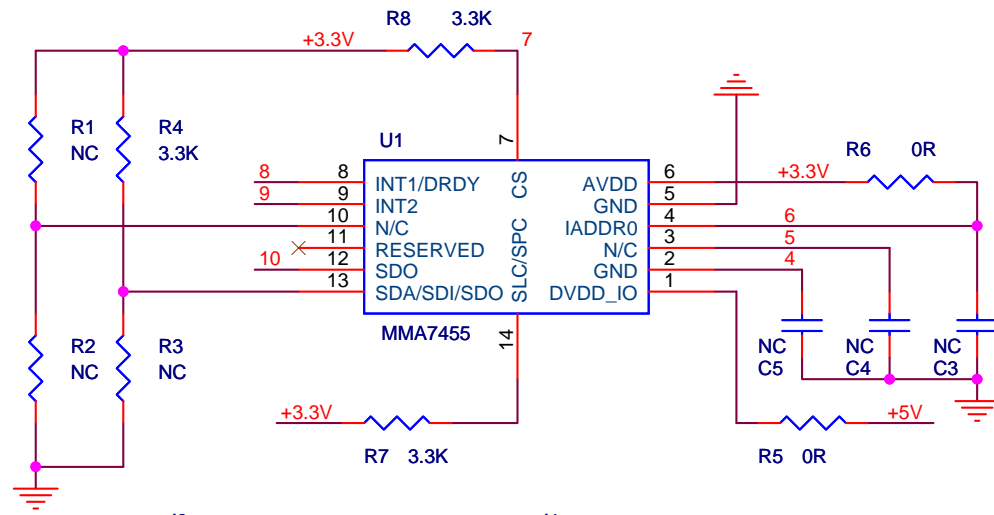 R8 3.3K
+3.3V 7
R1
NC
R4
3.3K
U1
7
R6 0R
8 8 INT1/DRDY CS AVDD 6 +3.3V
9 9 INT2 GND 5
10 N/C IADDR0 4 6
11 RESERVED SLC/SPC N/C 3 5
10 12 SDO GND 2 4
13 SDA/SDI/SDO DVDD_IO 1
MMA7455
14
R2
NC
R3
NC
NC
C5
NC
C4
NC
C3
+3.3V
+5V
R7 3.3K
R5 0R